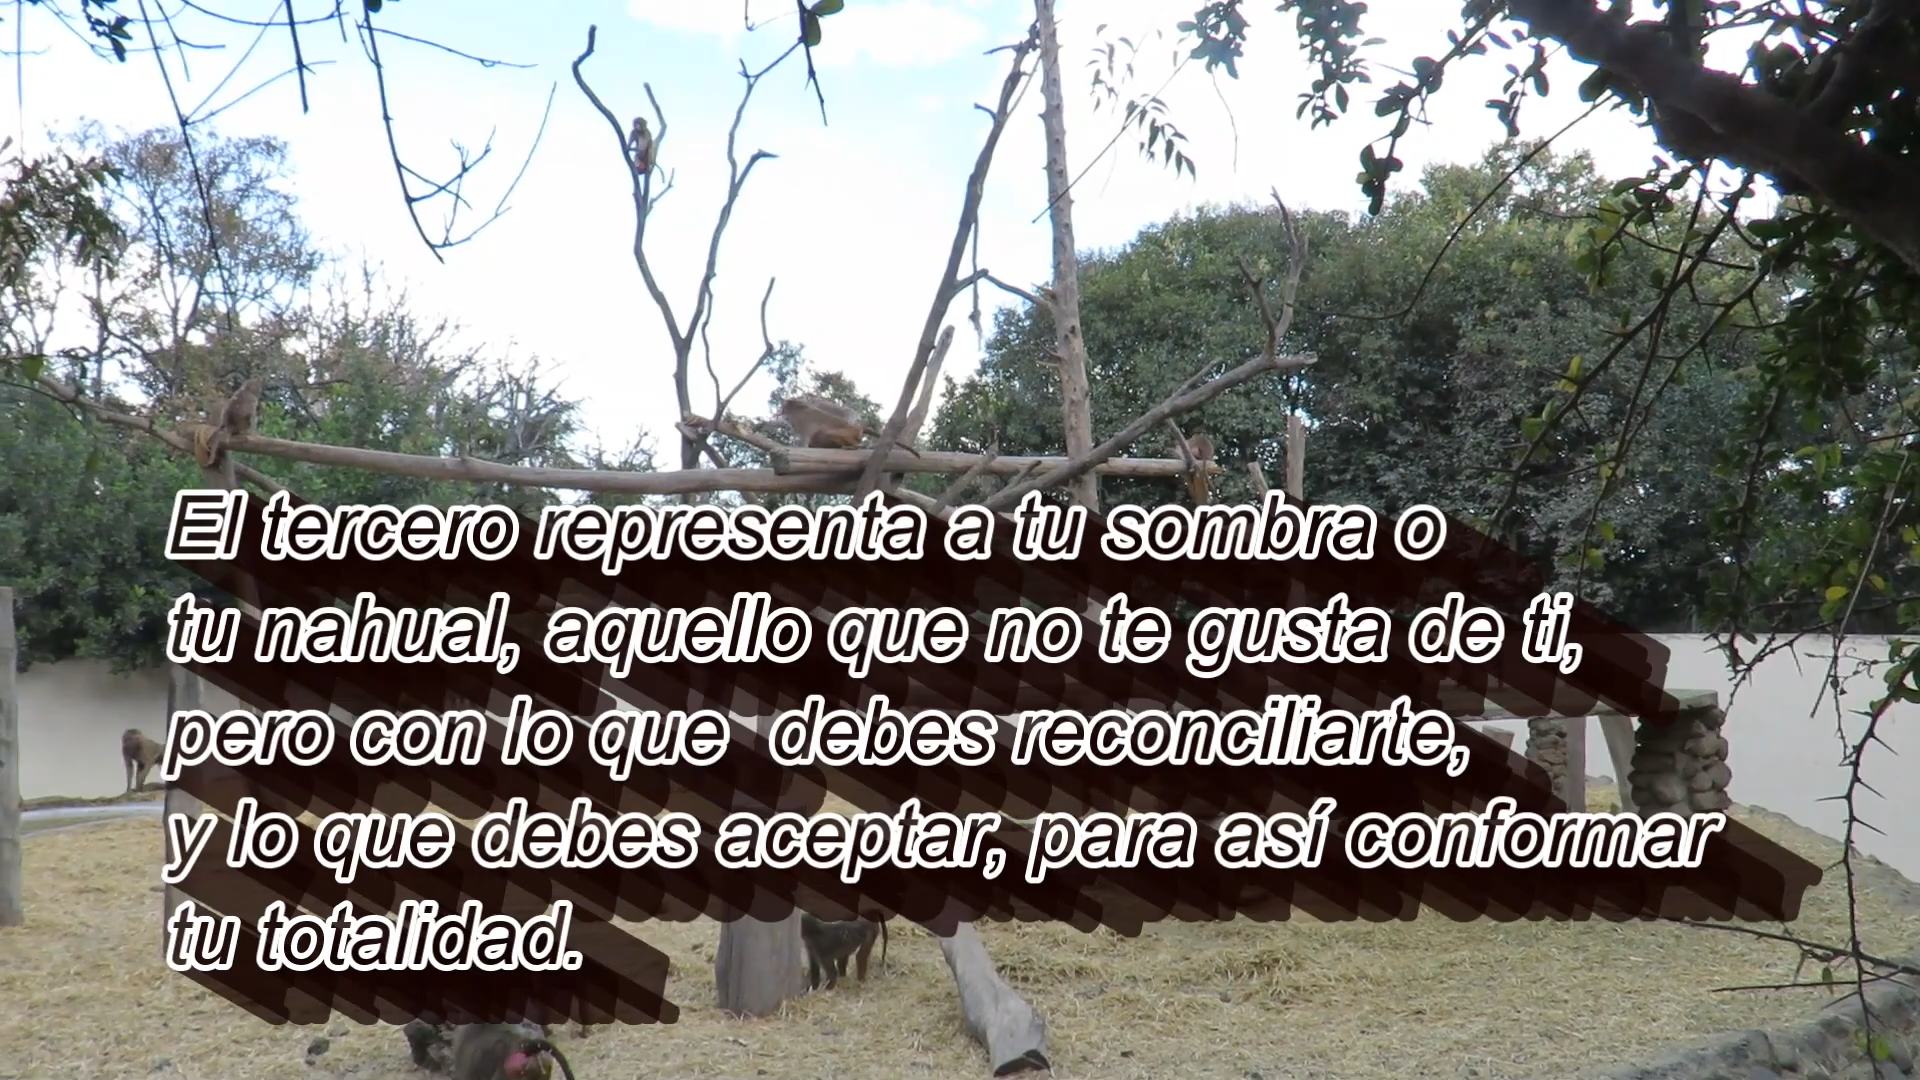 El tercero representa a tu sombra o
tu nahual, aquello que no te gusta de ti,
pero con lo que  debes reconciliarte,
y lo que debes aceptar, para así conformar
tu totalidad.